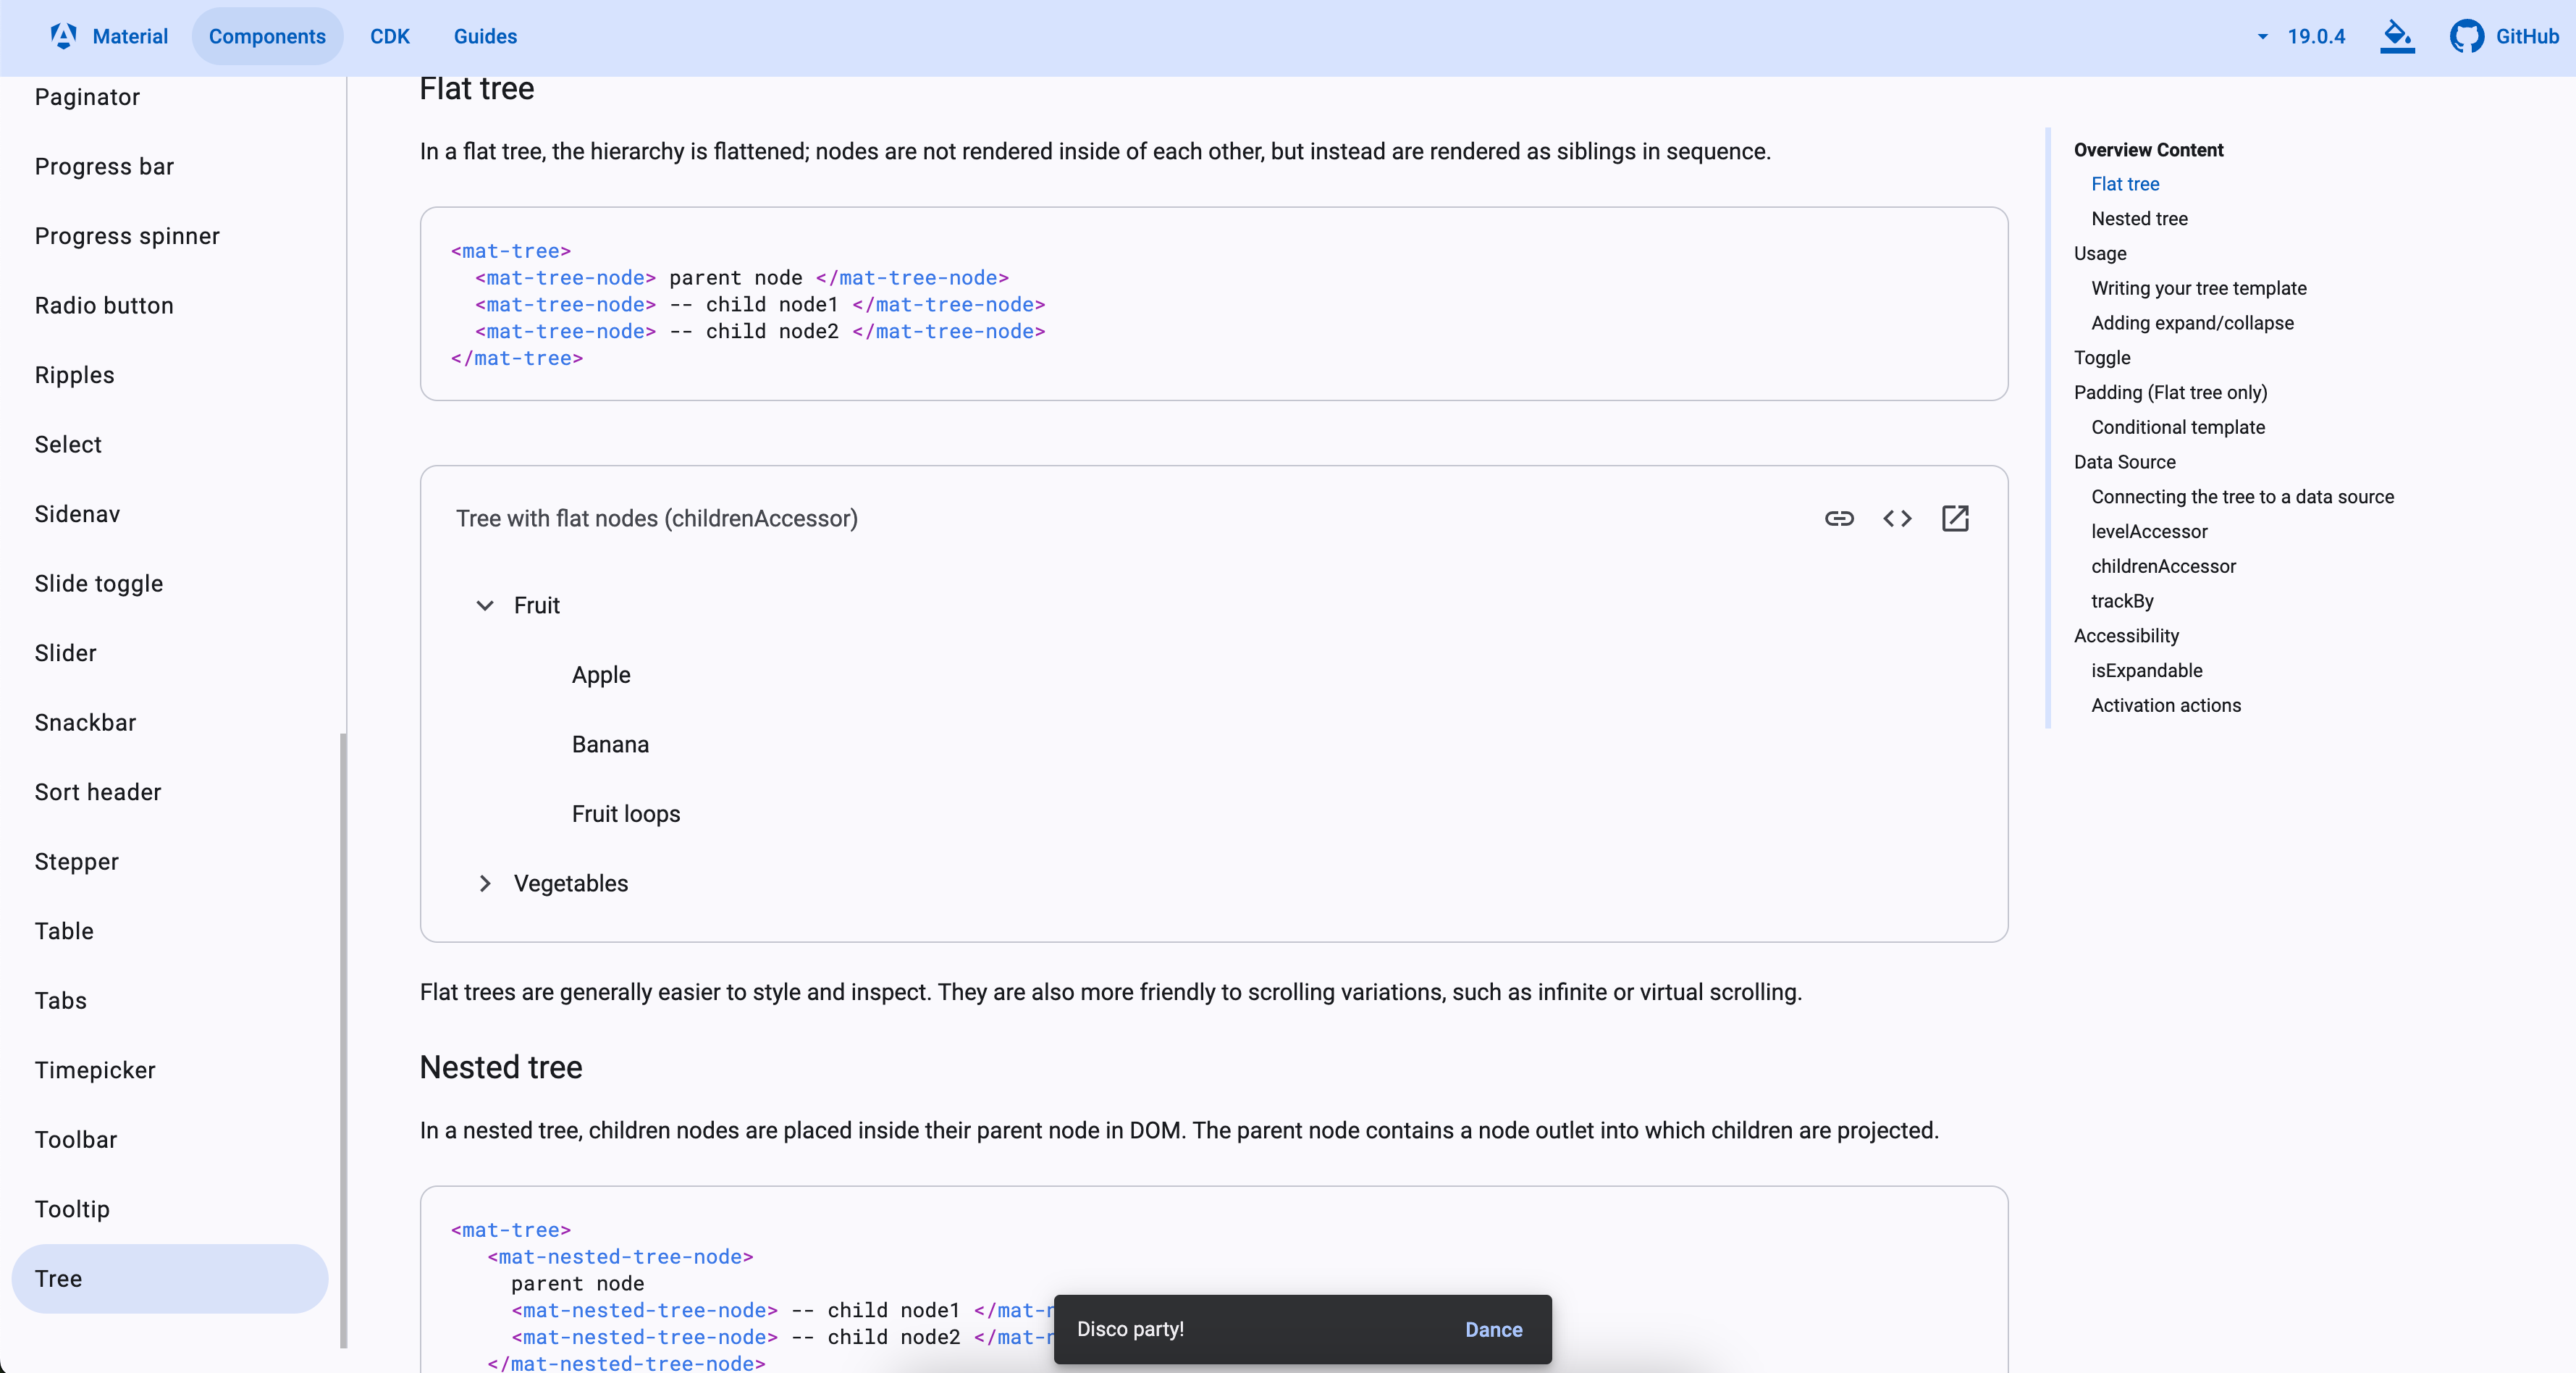 Material
Components
CDK
Guides
19.0.4
GitHub
Paginator
Progress bar
Progress spinner
Radio button
Ripples
Select
Sidenav
Slide toggle
Slider
Snackbar
Sort header
Stepper
Table
Tabs
Timepicker
Toolbar
Tooltip
Tree
Flat tree
In a flat tree, the hierarchy is flattened; nodes are not rendered inside of each other, but instead are rendered as siblings in sequence.
<mat-tree>
<mat-tree-node> parent node </mat-tree-node>
<mat-tree-node> -- child node1 </mat-tree-node>
<mat-tree-node> -- child node2 </mat-tree-node>
</mat-tree>
Tree with flat nodes (childrenAccessor)
Fruit
Apple
Banana
Fruit loops
Vegetables
Flat trees are generally easier to style and inspect. They are also more friendly to scrolling variations, such as infinite or virtual scrolling.
Nested tree
In a nested tree, children nodes are placed inside their parent node in DOM. The parent node contains a node outlet into which children are projected.
<mat-tree>
<mat-nested-tree-node>
parent node
<mat-nested-tree-node> -- child node1 </mat-
<mat-nested-tree-node> -- child node2 </mat-
</mat-nested-tree-node>
Disco party!
Dance
Overview Content
Flat tree
Nested tree
Usage
Writing your tree template
Adding expand/collapse
Toggle
Padding (Flat tree only)
Conditional template
Data Source
Connecting the tree to a data source
levelAccessor
childrenAccessor
trackBy
Accessibility
isExpandable
Activation actions